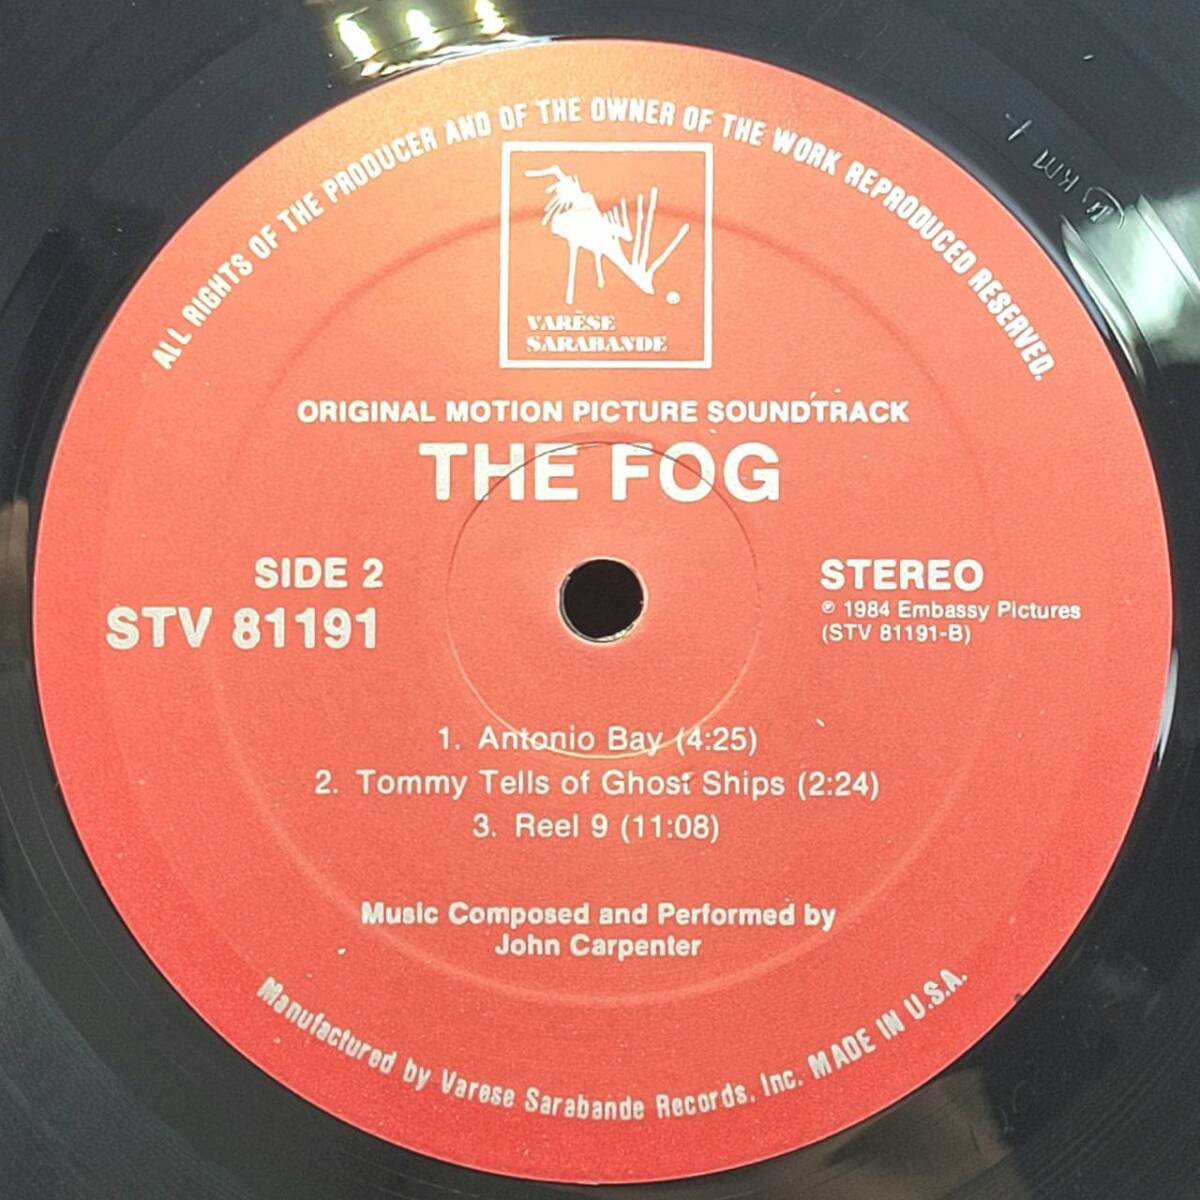 ALL RIGHTS OF THE PRODUCER AND OF THE OWNER OF THE WORK REPRODUCED RESERVED.
VARÈSE
SARABANDE
ORIGINAL MOTION PICTURE SOUNDTRACK
THE FOG
SIDE 2
STV 81191
STEREO
℗ 1984 Embassy Pictures
(STV 81191-B)
1. Antonio Bay (4:25)
2. Tommy Tells of Ghost Ships (2:24)
3. Reel 9 (11:08)
Music Composed and Performed by
John Carpenter
Manufactured by Varese Sarabande Records, Inc. MADE IN U.S.A.